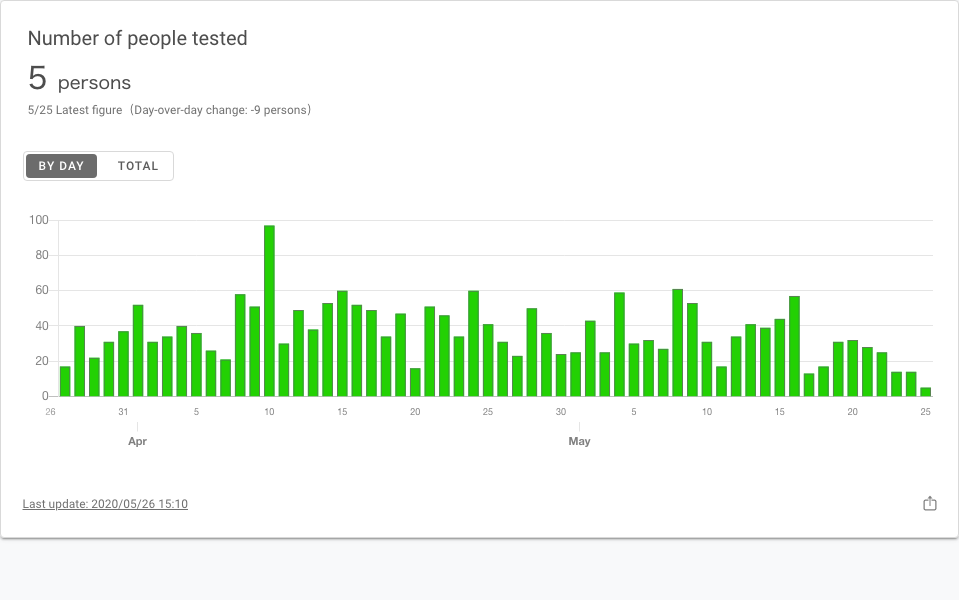 Number of people tested
5 persons
5/25 Latest figure (Day-over-day change: -9 persons)
BY DAY TOTAL
100
80
60
40
20
0
26 31 5 10 15 20 25 30 5 10 15 20 25
Apr May
Last update: 2020/05/26 15:10